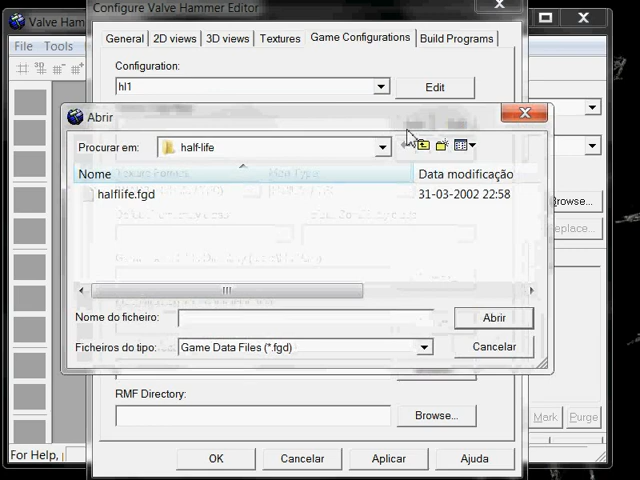 Configure Valve Hammer Editor
Valve Ham
File Tools
General 2D views 3D views Textures Game Configurations Build Programs
Configuration:
hl1
Edit
Abrir
Procurar em: half-life
Nome Data modificação
halflife.fgd 31-03-2002 22:58
Browse...
eplace...
Nome do ficheiro: Abrir
Ficheiros do tipo: Game Data Files (*.fgd) Cancelar
RMF Directory:
Browse...
Mark Purge
For Help,
OK Cancelar Aplicar Ajuda